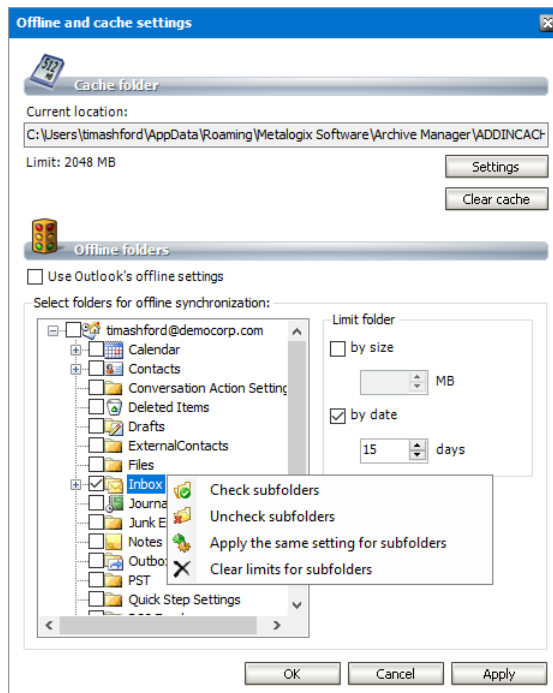 Offline and cache settings
512
MB
Cache folder
Current location:
C:\Users\timashford\AppData\Roaming\Metalogix Software\Archive Manager\ADDINCACH
Limit: 2048 MB
Settings
Clear cache
Offline folders
Use Outlook's offline settings
Select folders for offline synchronization:
timashford@democorp.com
Calendar
Contacts
Conversation Action Setting
Deleted Items
Drafts
ExternalContacts
Files
Inbox
Journa
Junk E
Notes
Outbo
PST
Quick Step Settings
Limit folder
by size
MB
by date
15 days
Check subfolders
Uncheck subfolders
Apply the same setting for subfolders
Clear limits for subfolders
OK Cancel Apply